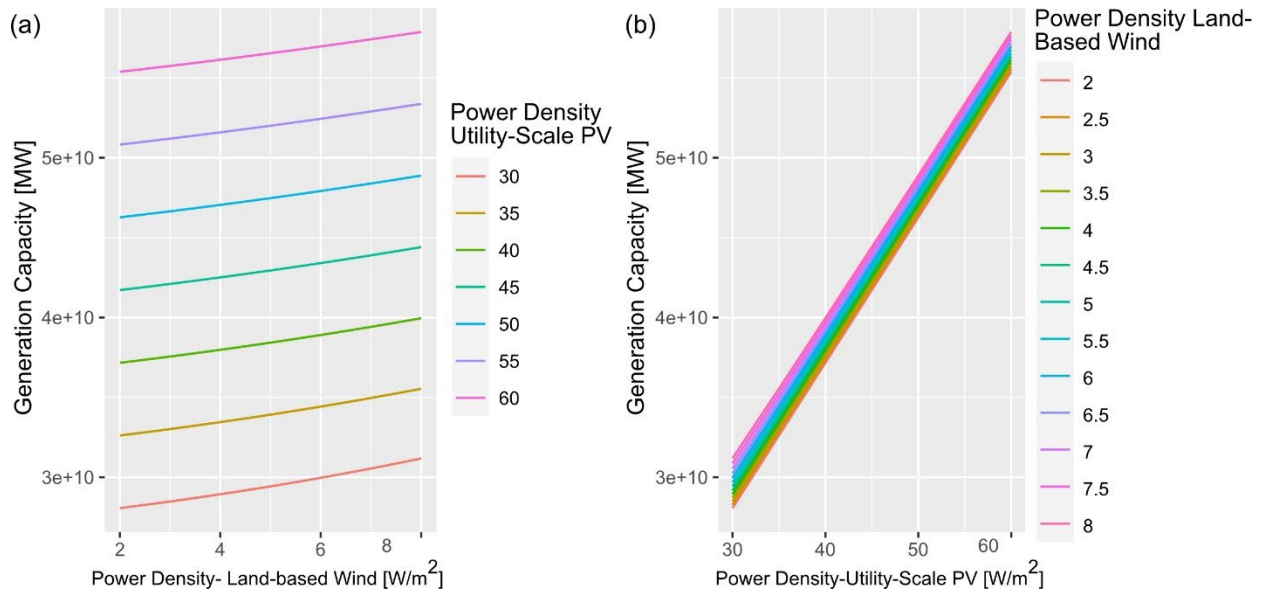 (a)
Generation Capacity [MW]
5e+10
4e+10
3e+10
2 4 6 8
Power Density- Land-based Wind [W/m²]
Power Density
Utility-Scale PV
30
35
40
45
50
55
60
(b)
Generation Capacity [MW]
5e+10
4e+10
3e+10
30 40 50 60
Power Density-Utility-Scale PV [W/m²]
Power Density Land-
Based Wind
2
2.5
3
3.5
4
4.5
5
5.5
6
6.5
7
7.5
8